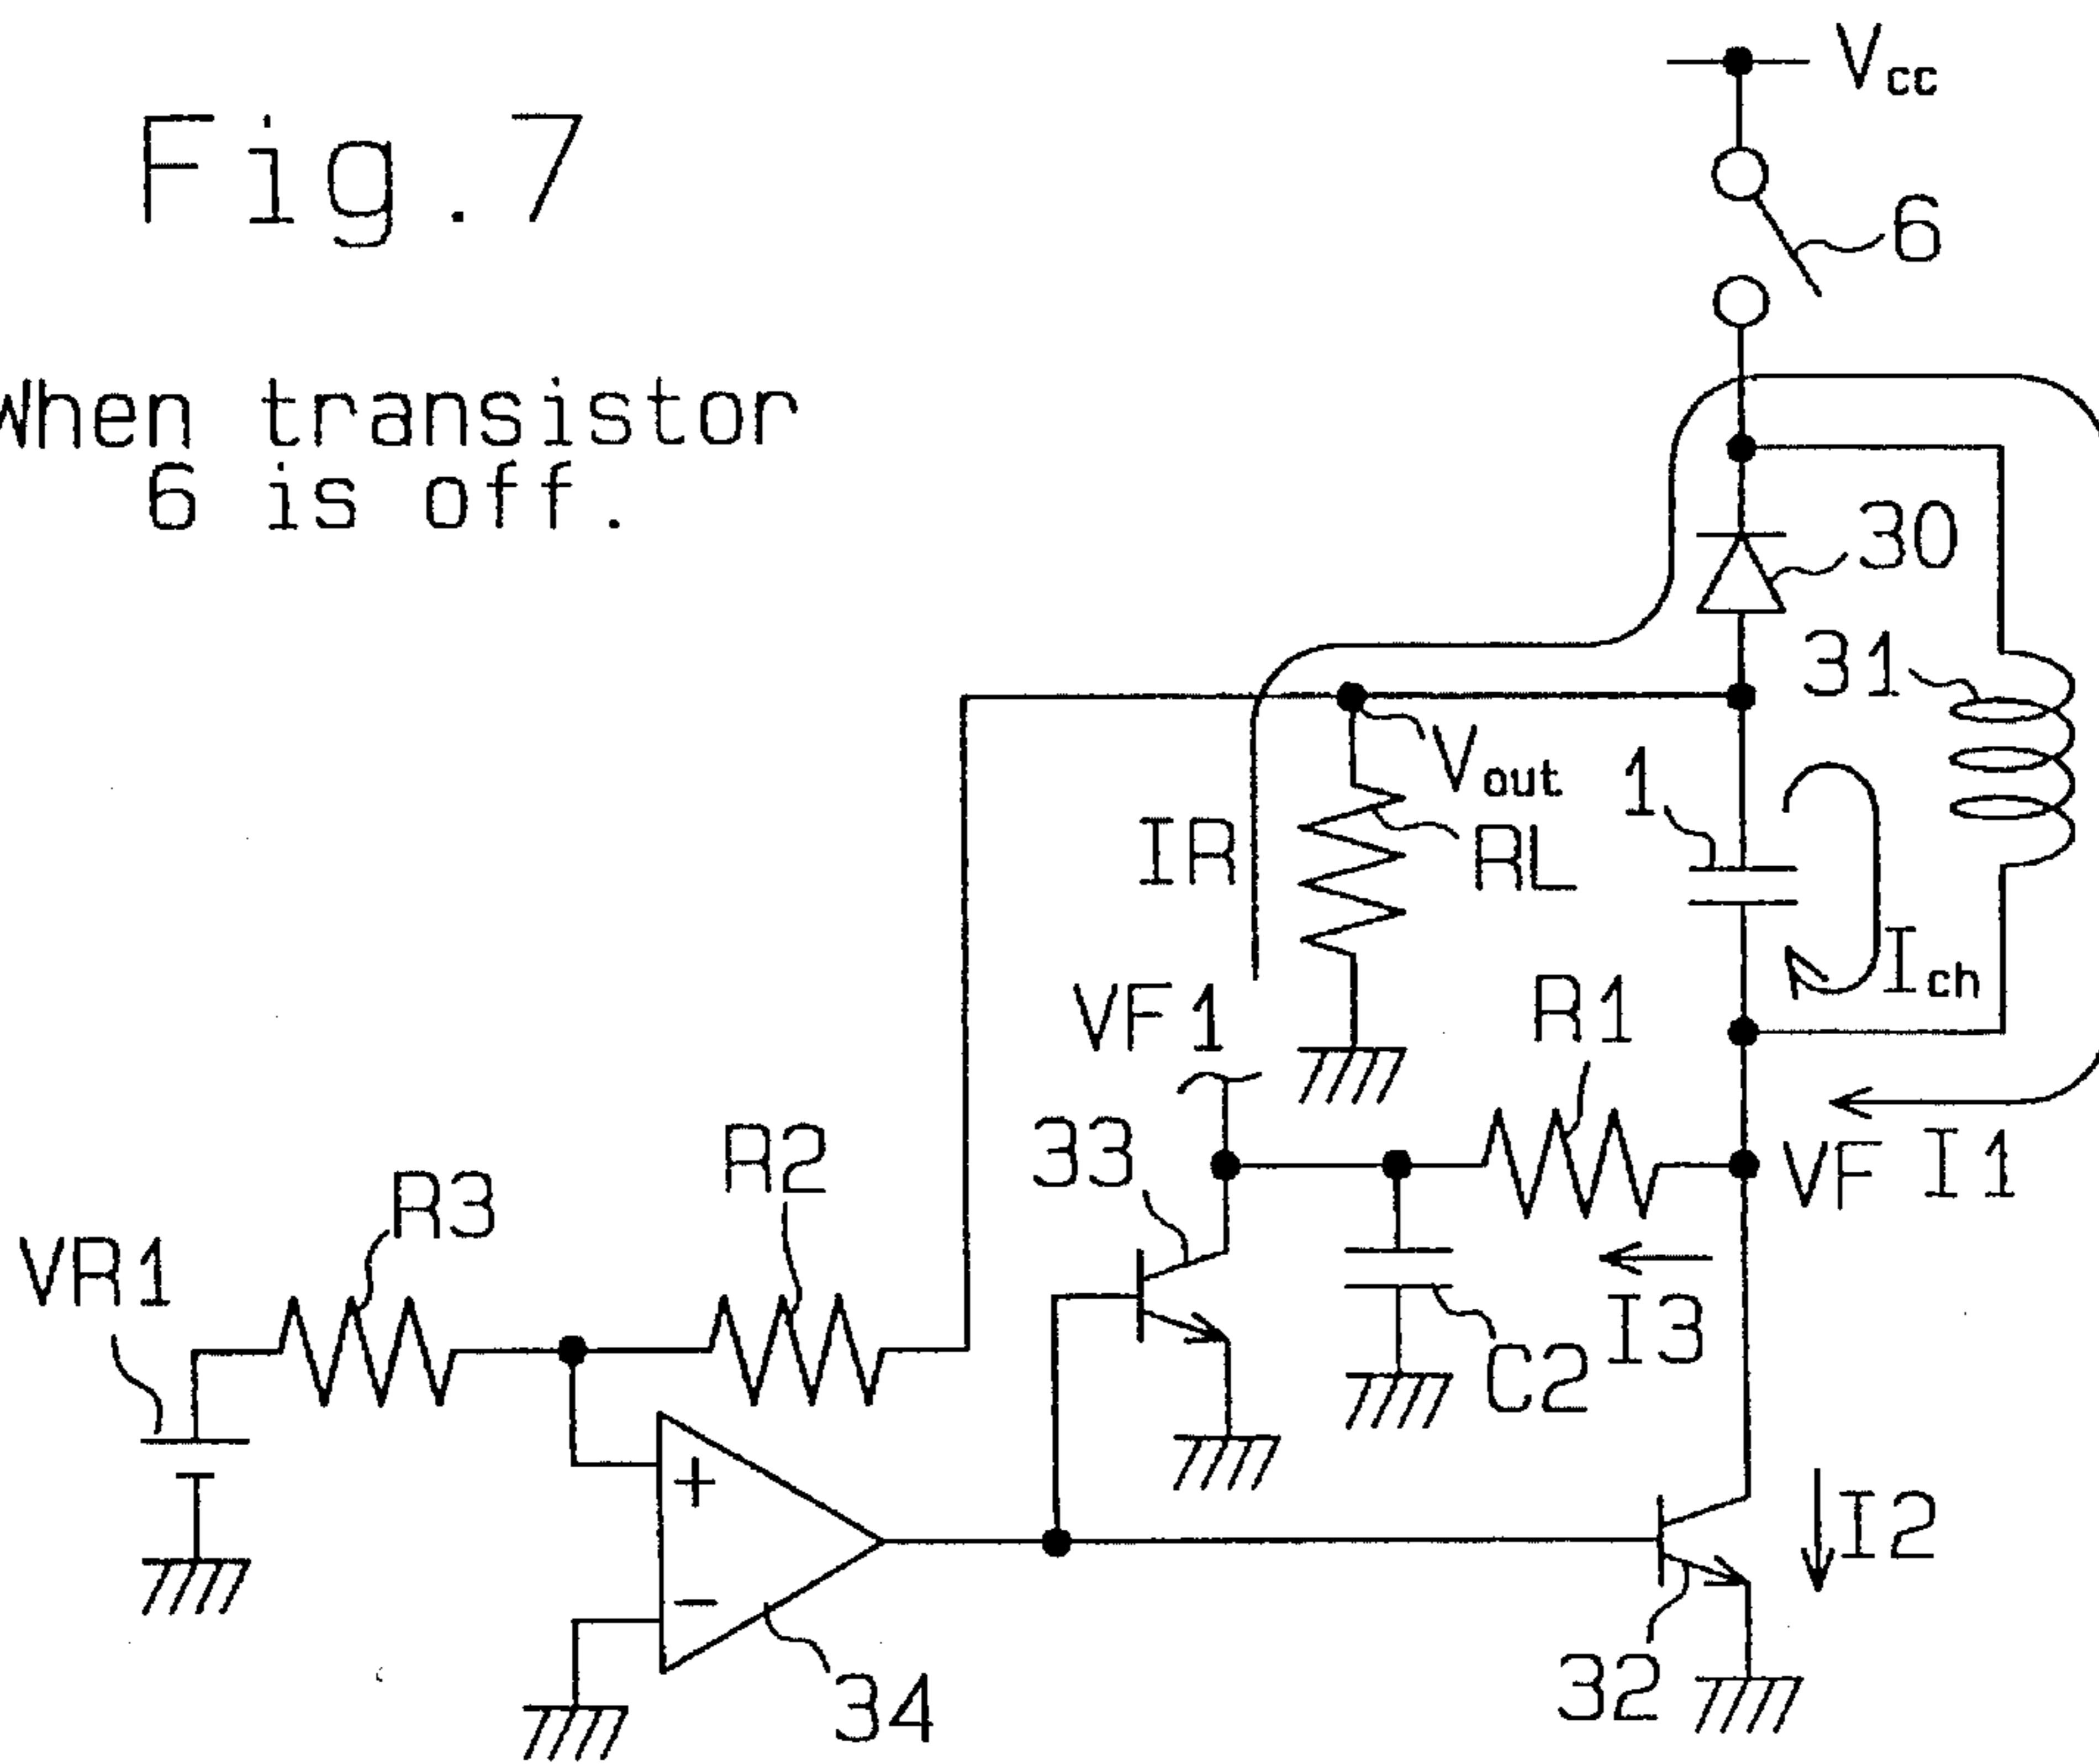 Fig.7
When transistor
6 is off.
Vcc
6
30
31
Vout
1
IR
RL
Ich
VF1
R1
33
R2
R3
VF
I1
VR1
I3
C2
+
−
I2
34
32